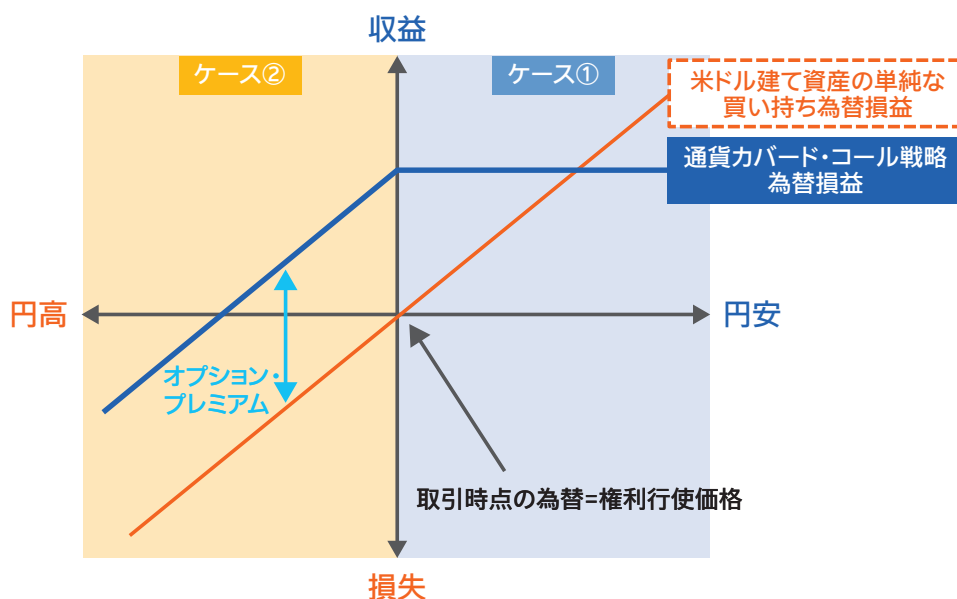 収益
ケース②
ケース①
米ドル建て資産の単純な
買い持ち為替損益
通貨カバード・コール戦略
為替損益
円高
円安
オプション・
プレミアム
取引時点の為替=権利行使価格
損失